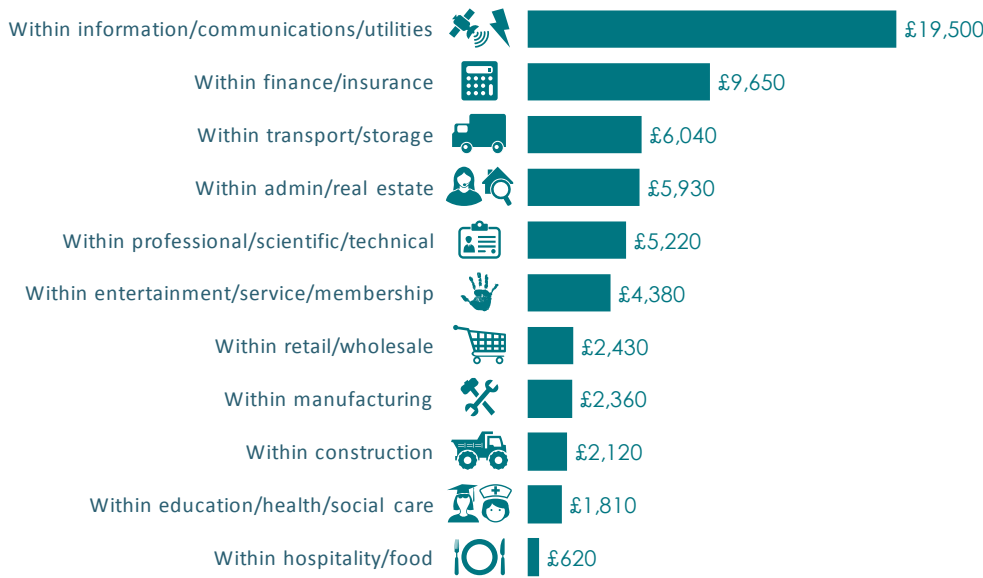 Within information/communications/utilities £19,500
Within finance/insurance £9,650
Within transport/storage £6,040
Within admin/real estate £5,930
Within professional/scientific/technical £5,220
Within entertainment/service/membership £4,380
Within retail/wholesale £2,430
Within manufacturing £2,360
Within construction £2,120
Within education/health/social care £1,810
Within hospitality/food £620